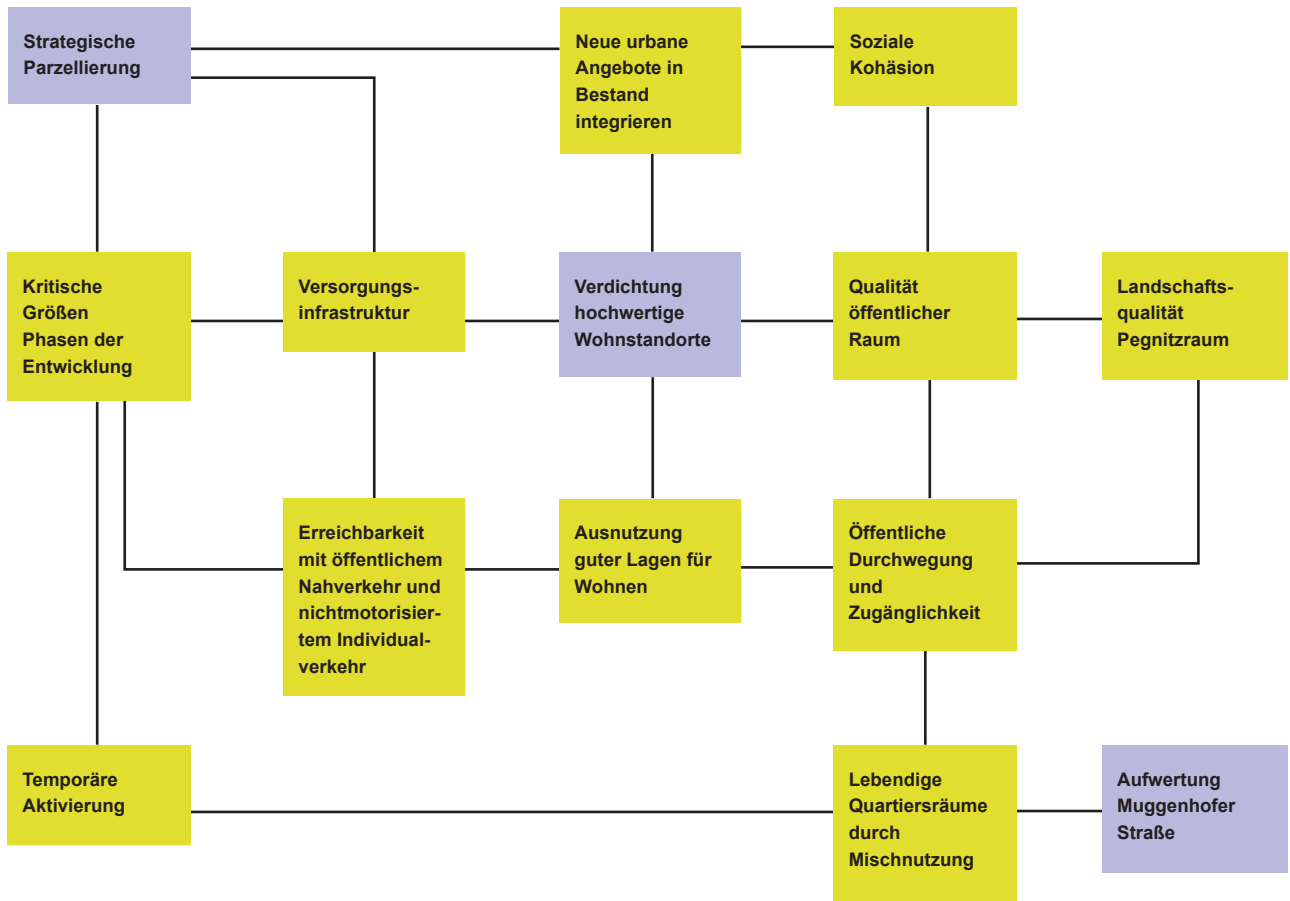 Strategische
Parzellierung
Neue urbane
Angebote in
Bestand
integrieren
Soziale
Kohäsion
Kritische
Größen
Phasen der
Entwicklung
Versorgungs-
infrastruktur
Verdichtung
hochwertige
Wohnstandorte
Qualität
öffentlicher
Raum
Landschafts-
qualität
Pegnitzraum
Erreichbarkeit
mit öffentlichem
Nahverkehr und
nichtmotorisier-
tem Individual-
verkehr
Ausnutzung
guter Lagen für
Wohnen
Öffentliche
Durchwegung
und
Zugänglichkeit
Temporäre
Aktivierung
Lebendige
Quartiersräume
durch
Mischnutzung
Aufwertung
Muggenhofer
Straße